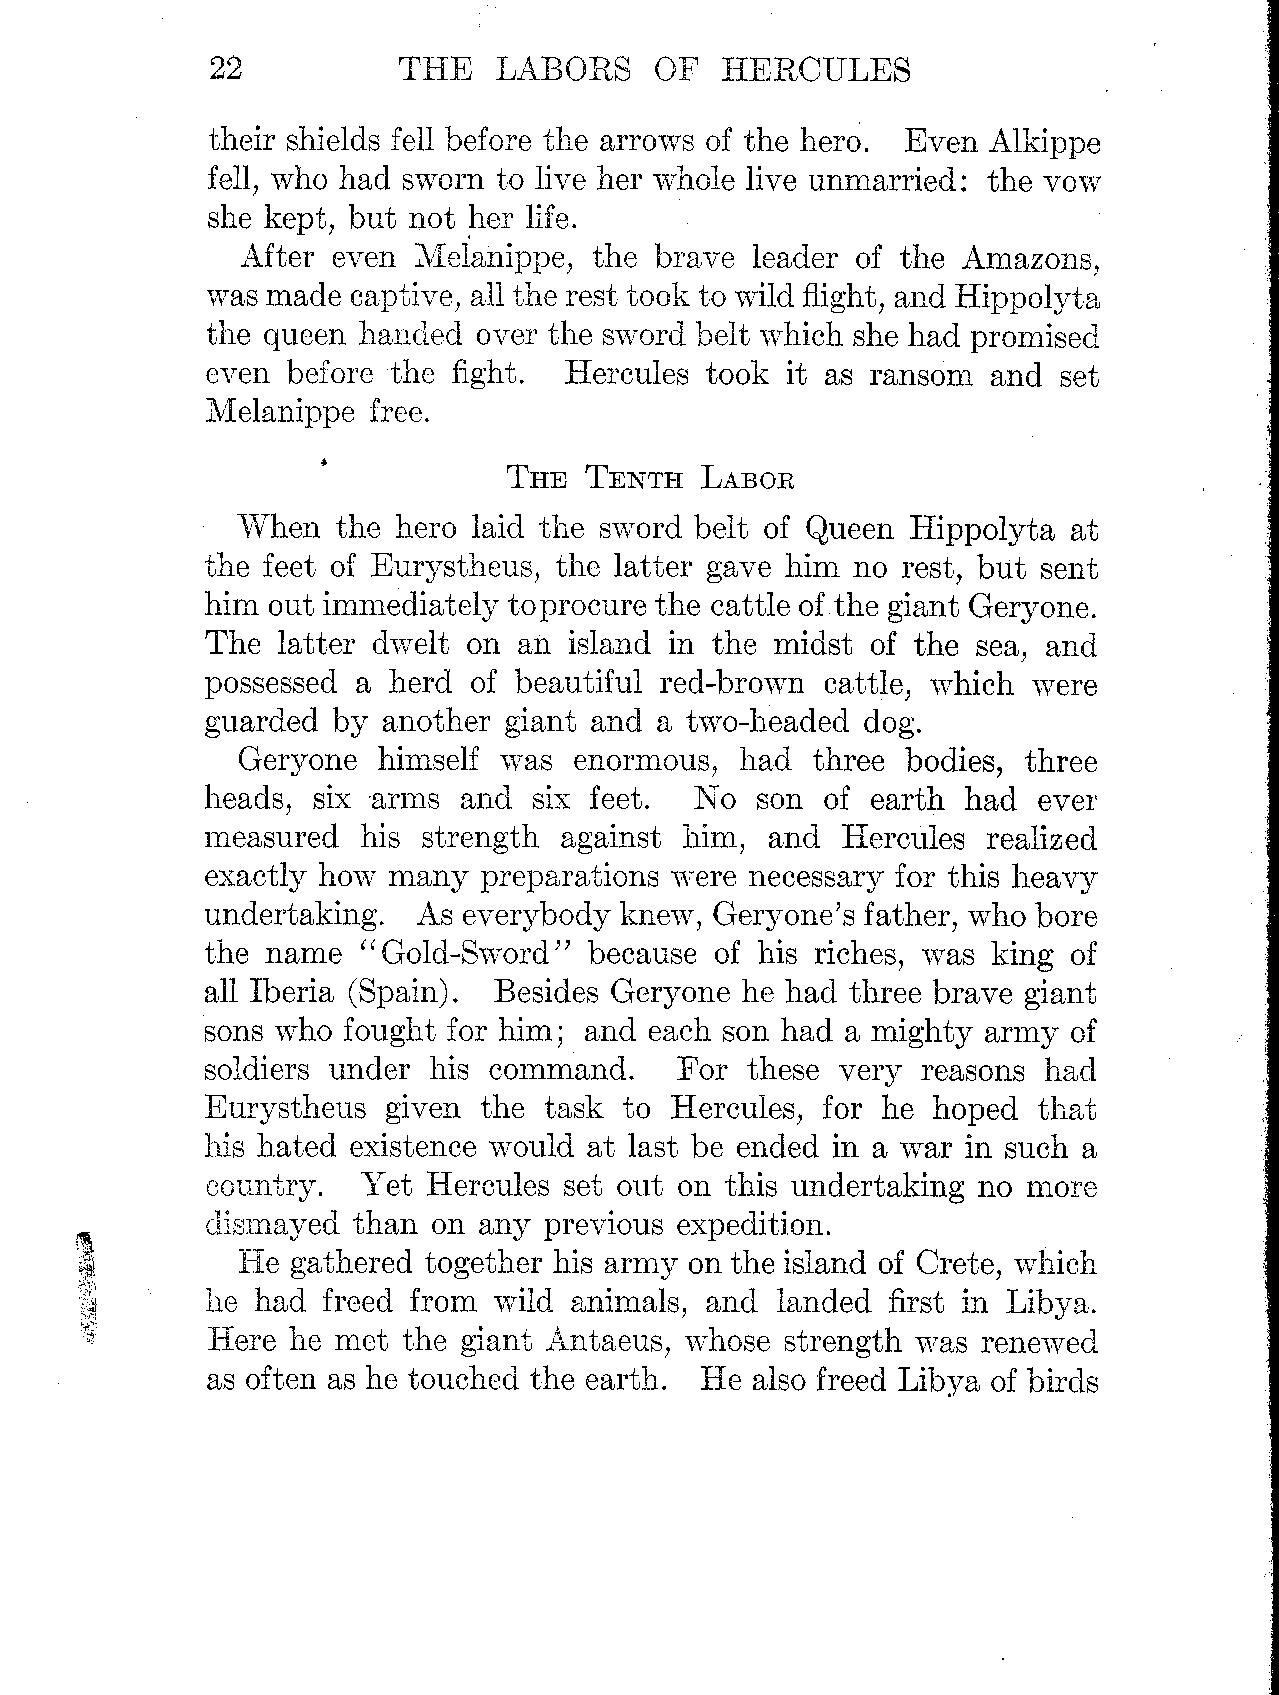 22 THE LABORS OF HERCULES
their shields fell before the arrows of the hero. Even Alkippe
fell, who had sworn to live her whole live unmarried: the vow
she kept, but not her life.
After even Melanippe, the brave leader of the Amazons,
was made captive, all the rest took to wild flight, and Hippolyta
the queen handed over the sword belt which she had promised
even before the fight. Hercules took it as ransom and set
Melanippe free.
THE TENTH LABOR
When the hero laid the sword belt of Queen Hippolyta at
the feet of Eurystheus, the latter gave him no rest, but sent
him out immediately toprocure the cattle of the giant Geryone.
The latter dwelt on an island in the midst of the sea, and
possessed a herd of beautiful red-brown cattle, which were
guarded by another giant and a two-headed dog.
Geryone himself was enormous, had three bodies, three
heads, six arms and six feet. No son of earth had ever
measured his strength against him, and Hercules realized
exactly how many preparations were necessary for this heavy
undertaking. As everybody knew, Geryone's father, who bore
the name "Gold-Sword" because of his riches, was king of
all Iberia (Spain). Besides Geryone he had three brave giant
sons who fought for him; and each son had a mighty army of
soldiers under his command. For these very reasons had
Eurystheus given the task to Hercules, for he hoped that
his hated existence would at last be ended in a war in such a
country. Yet Hercules set out on this undertaking no more
dismayed than on any previous expedition.
He gathered together his army on the island of Crete, which
he had freed from wild animals, and landed first in Libya.
Here he met the giant Antaeus, whose strength was renewed
as often as he touched the earth. He also freed Libya of birds